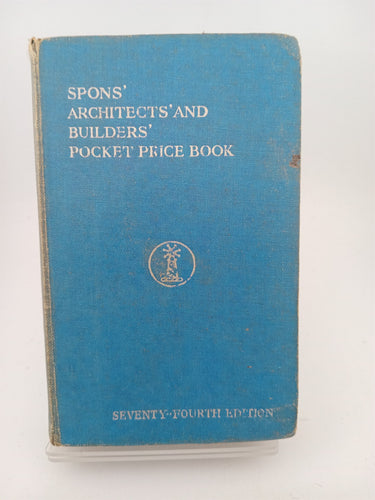 SPONS'
ARCHITECTS' AND
BUILDERS'
POCKET PRICE BOOK
SEVENTY-FOURTH EDITION